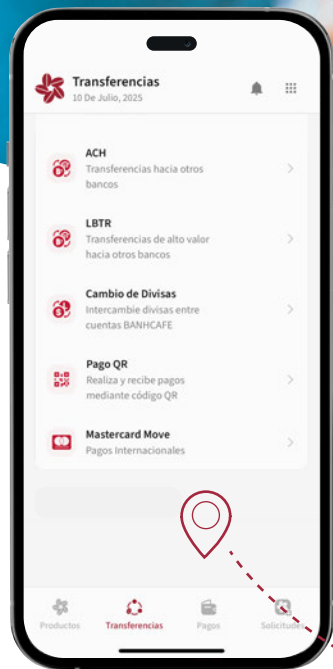 Transferencias
10 De Julio, 2025
ACH
Transferencias hacia otros
bancos
LBTR
Transferencias de alto valor
hacia otros bancos
Cambio de Divisas
Intercambie divisas entre
cuentas BANHCAFE
Pago QR
Realiza y recibe pagos
mediante código QR
Mastercard Move
Pagos Internacionales
Productos
Transferencias
Pagos
Solicitudes